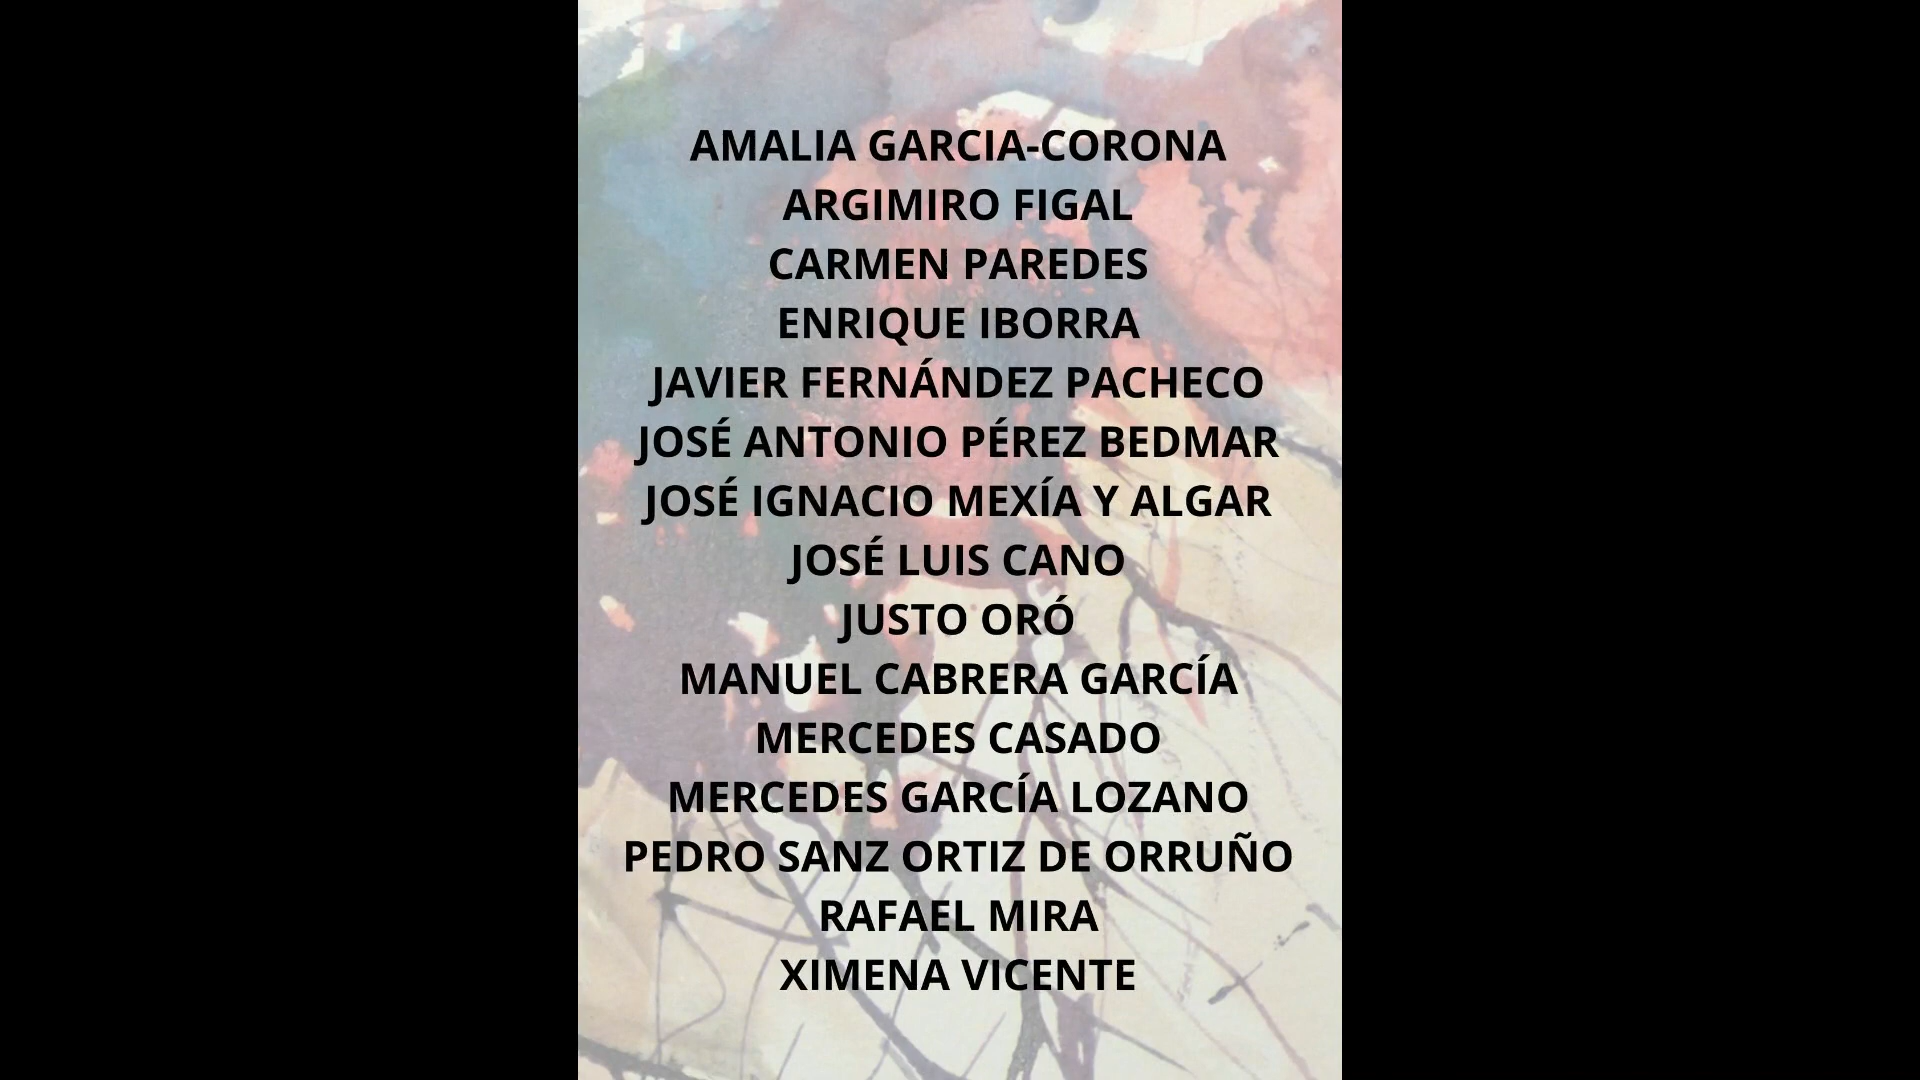 AMALIA GARCIA-CORONA
ARGIMIRO FIGAL
CARMEN PAREDES
ENRIQUE IBORRA
JAVIER FERNÁNDEZ PACHECO
JOSÉ ANTONIO PÉREZ BEDMAR
JOSÉ IGNACIO MEXÍA Y ALGAR
JOSÉ LUIS CANO
JUSTO ORÓ
MANUEL CABRERA GARCÍA
MERCEDES CASADO
MERCEDES GARCÍA LOZANO
PEDRO SANZ ORTIZ DE ORRUÑO
RAFAEL MIRA
XIMENA VICENTE